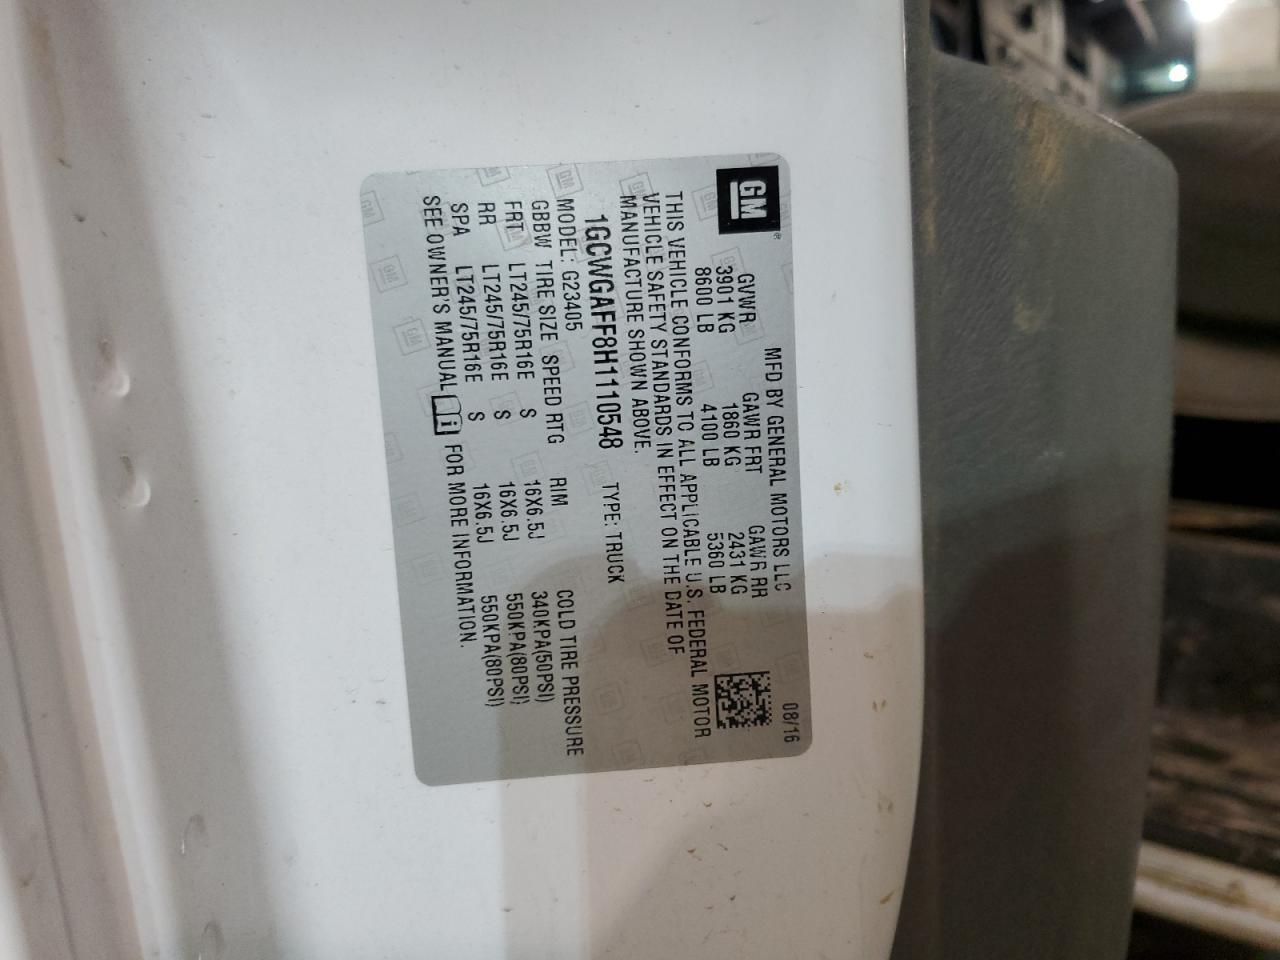 GM ®
MFD BY GENERAL MOTORS LLC 08/16
GVWR GAWR FRT GAWR RR
3901 KG 1860 KG 2431 KG
8600 LB 4100 LB 5360 LB
THIS VEHICLE CONFORMS TO ALL APPLICABLE U.S. FEDERAL MOTOR
VEHICLE SAFETY STANDARDS IN EFFECT ON THE DATE OF
MANUFACTURE SHOWN ABOVE.
1GCWGAFF8H1110548 TYPE: TRUCK
MODEL: G23405
GBBW TIRE SIZE SPEED RTG RIM COLD TIRE PRESSURE
FRT LT245/75R16E S 16X6.5J 340KPA(50PSI)
RR LT245/75R16E S 16X6.5J 550KPA(80PSI)
SPA LT245/75R16E S 16X6.5J 550KPA(80PSI)
SEE OWNER'S MANUAL i FOR MORE INFORMATION.